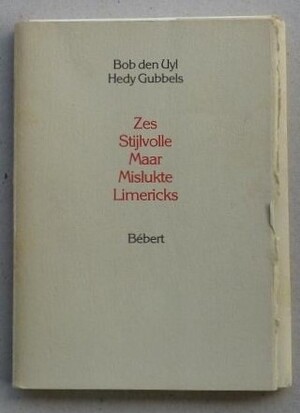 Bob den Uyl
Hedy Gubbels
Zes
Stijlvolle
Maar
Mislukte
Limericks
Bébert